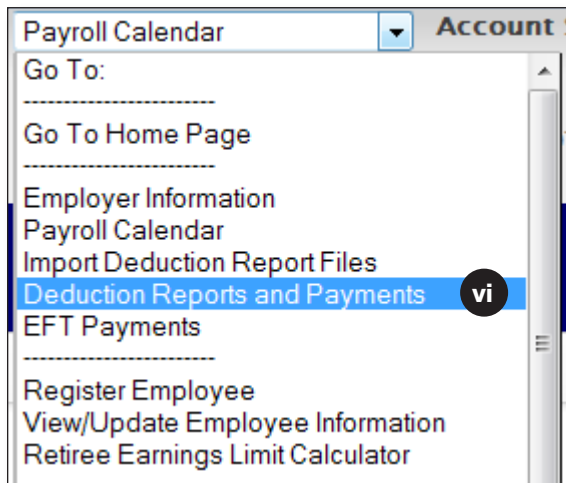 Payroll Calendar Account
Go To:
------------------------
Go To Home Page
------------------------
Employer Information
Payroll Calendar
Import Deduction Report Files
Deduction Reports and Payments vi
EFT Payments
------------------------
Register Employee
View/Update Employee Information
Retiree Earnings Limit Calculator